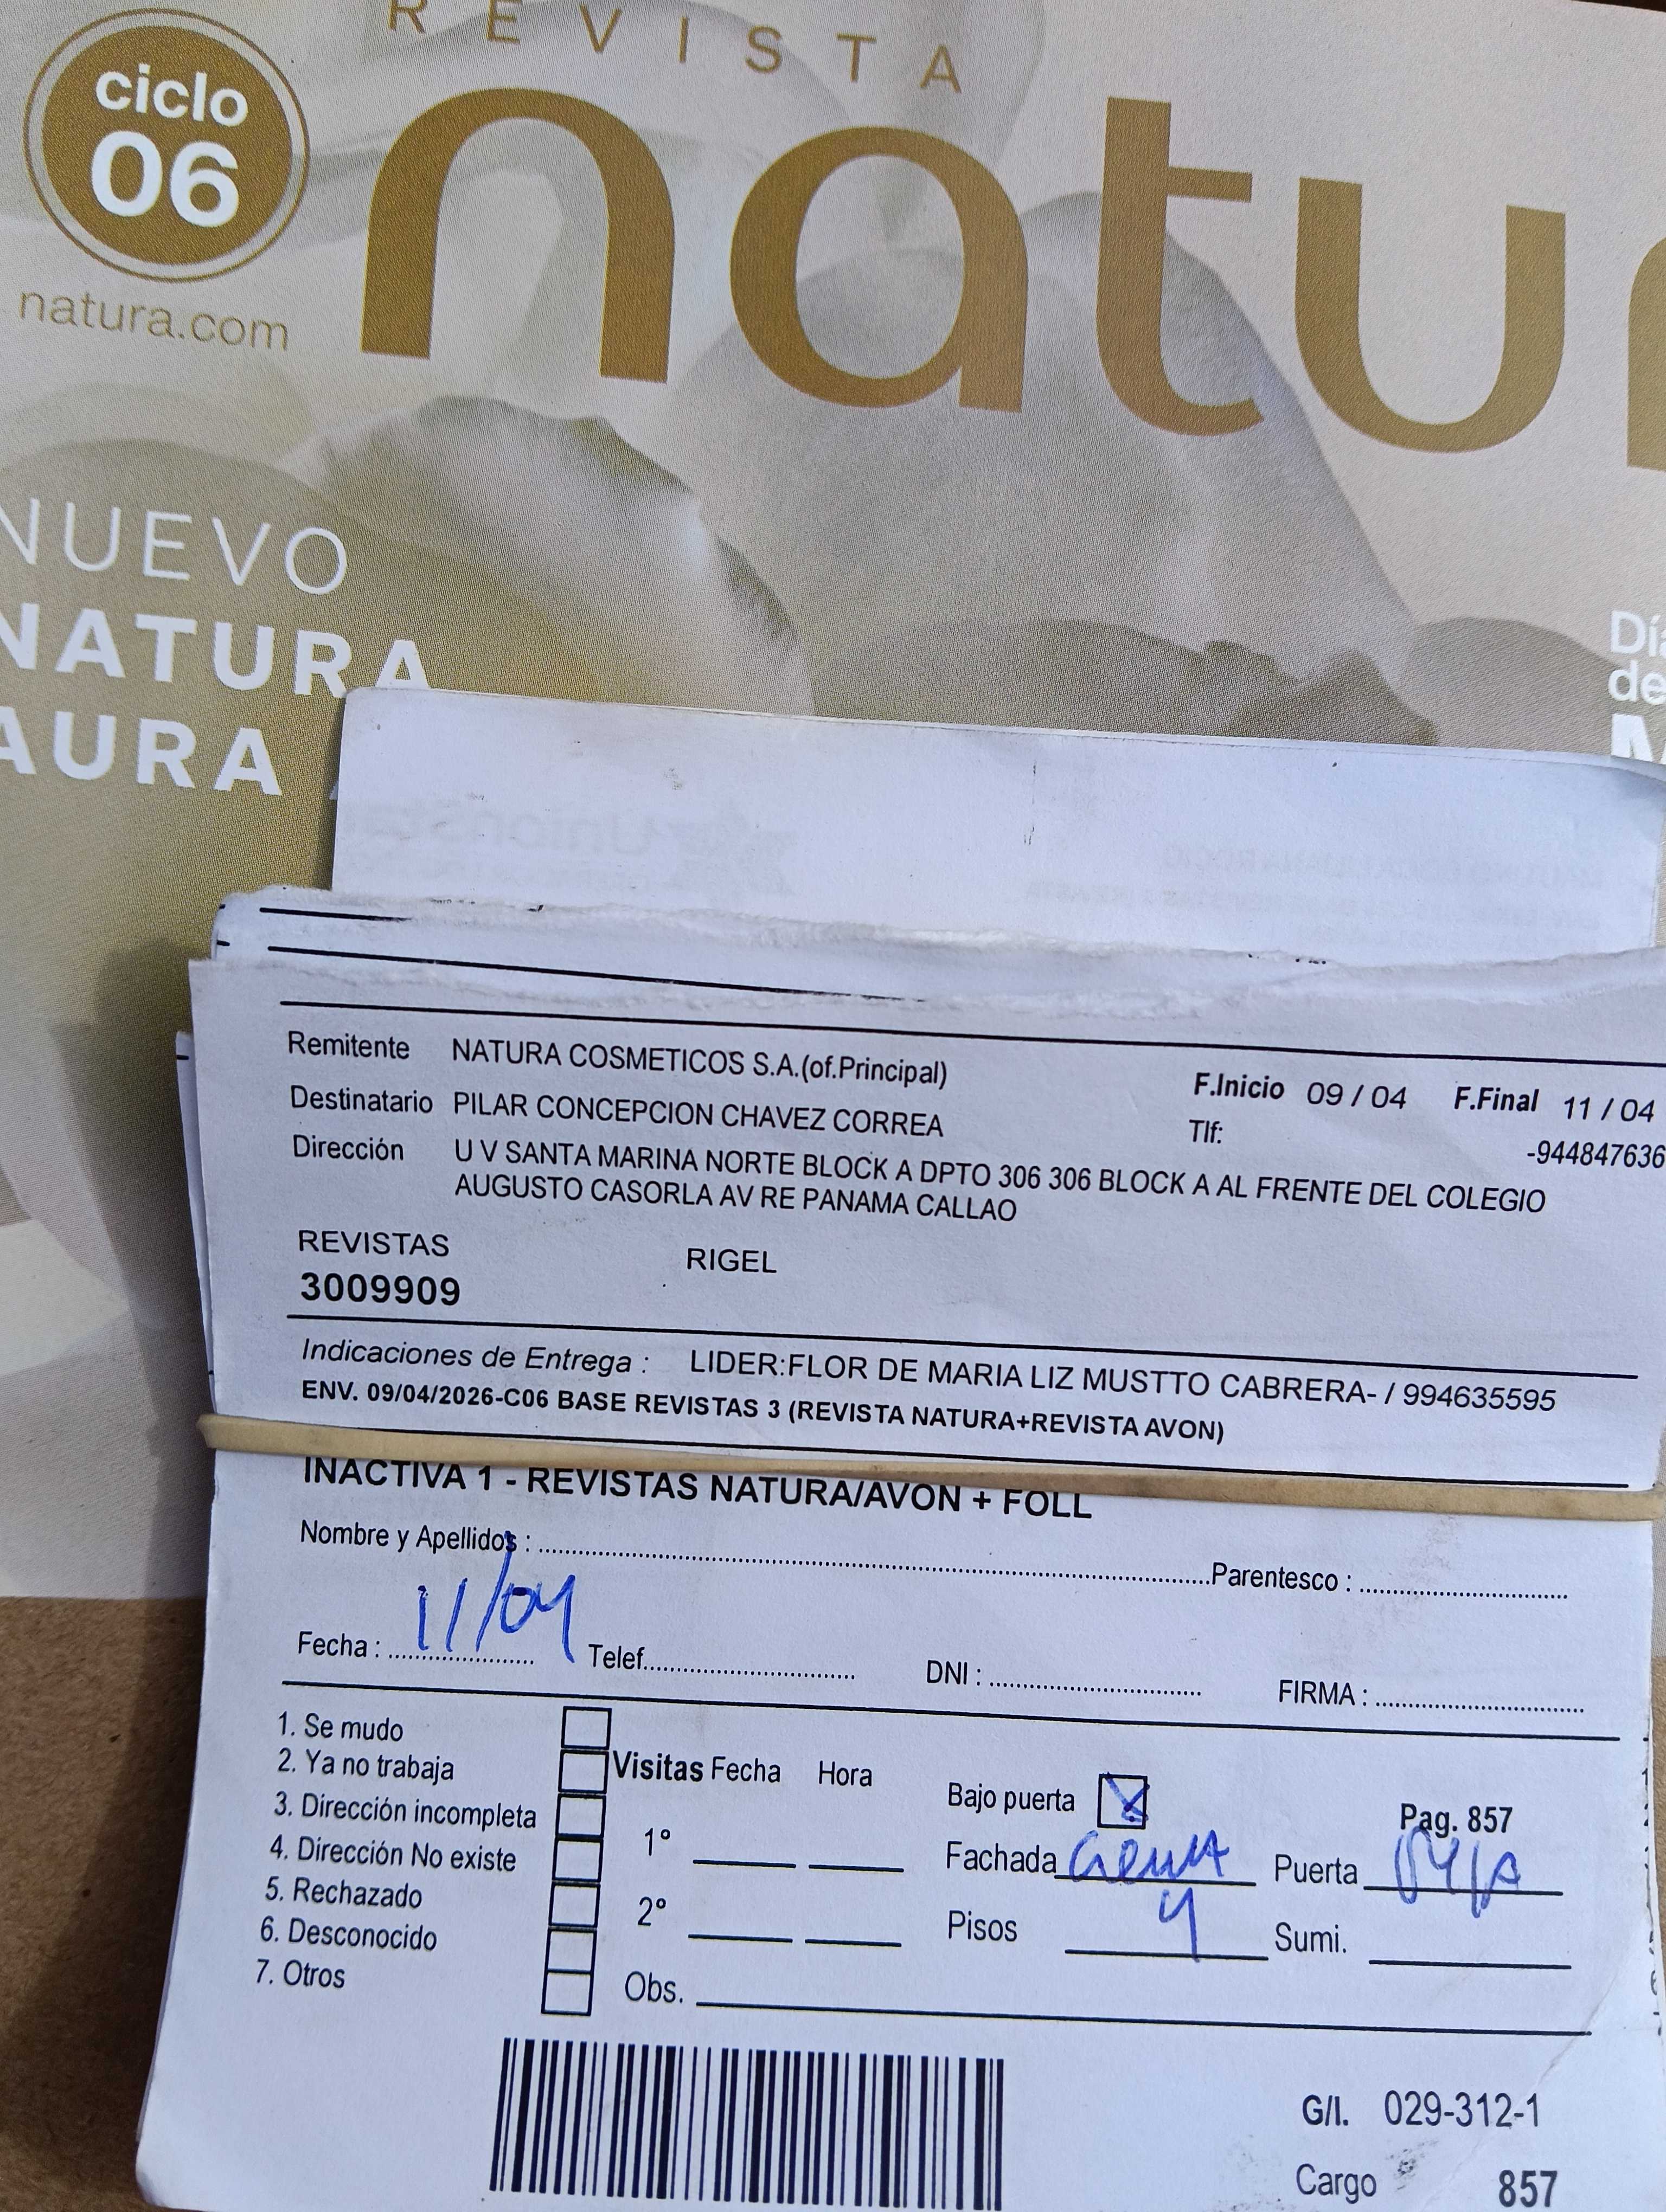 REVISTA
ciclo
06
natu
natura.com
NUEVO
NATURA
AURA
Remitente NATURA COSMETICOS S.A.(of.Principal)
F.Inicio 09 / 04 F.Final 11 / 04
Destinatario PILAR CONCEPCION CHAVEZ CORREA
Tlf: -944847636
Dirección U V SANTA MARINA NORTE BLOCK A DPTO 306 306 BLOCK A AL FRENTE DEL COLEGIO
AUGUSTO CASORLA AV RE PANAMA CALLAO
REVISTAS RIGEL
3009909
Indicaciones de Entrega : LIDER:FLOR DE MARIA LIZ MUSTTO CABRERA- / 994635595
ENV. 09/04/2026-C06 BASE REVISTAS 3 (REVISTA NATURA+REVISTA AVON)
INACTIVA 1 - REVISTAS NATURA/AVON + FOLL
Nombre y Apellidos : Parentesco :
Fecha : 11/04 Telef. DNI : FIRMA :
1. Se mudo
2. Ya no trabaja
3. Dirección incompleta
4. Dirección No existe
5. Rechazado
6. Desconocido
7. Otros
Visitas Fecha Hora
1°
2°
Obs.
Bajo puerta
Pag. 857
Fachada Crema Puerta
Pisos 4 Sumi.
G/I. 029-312-1
Cargo 857